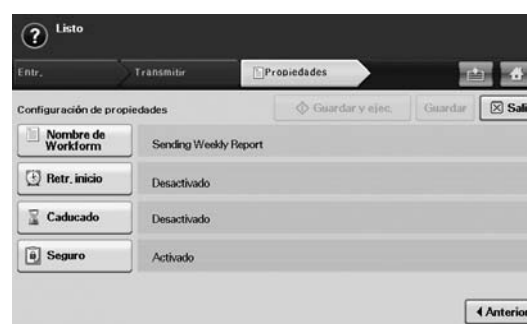 Listo
Entr. Transmitir Propiedades
Configuración de propiedades Guardar y ejec. Guardar Sali
Nombre de Workform Sending Weekly Report
Retr. inicio Desactivado
Caducado Desactivado
Seguro Activado
Anterior